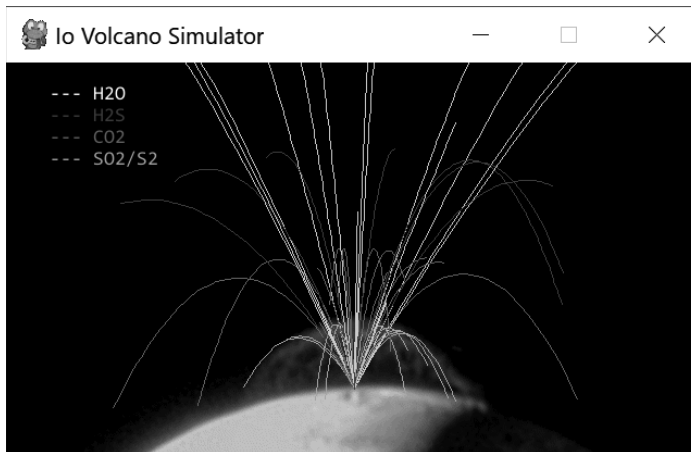 Io Volcano Simulator
--- H2O
--- H2S
--- CO2
--- SO2/S2